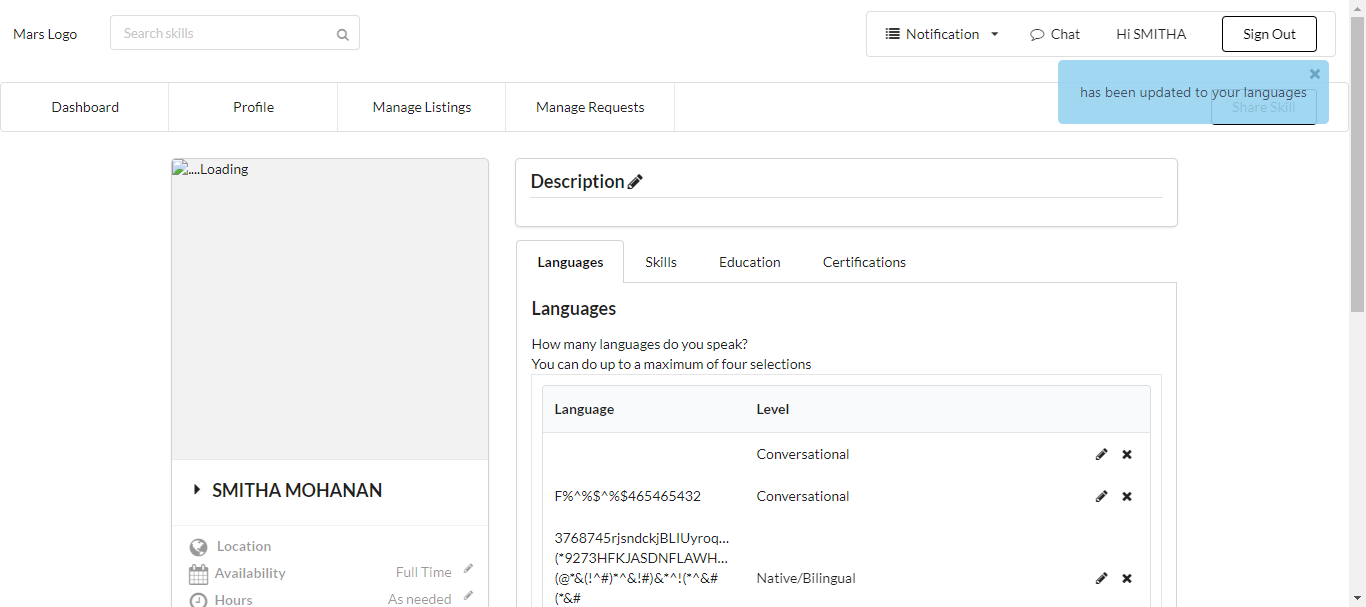 Mars Logo
Search skills
Notification
Chat
Hi SMITHA
Sign Out
has been updated to your languages
Share Skill
Dashboard
Profile
Manage Listings
Manage Requests
....Loading
Description
Languages
Skills
Education
Certifications
Languages
How many languages do you speak?
You can do up to a maximum of four selections
Language
Level
Conversational
F%^%$^%$465465432
Conversational
3768745rjsndckjBLIUyroq...
(*9273HFKJASDNFLAWH...
(@*&(!^#)*^&!#)&*^!(*^&#
(*&#
Native/Bilingual
SMITHA MOHANAN
Location
Availability
Full Time
Hours
As needed